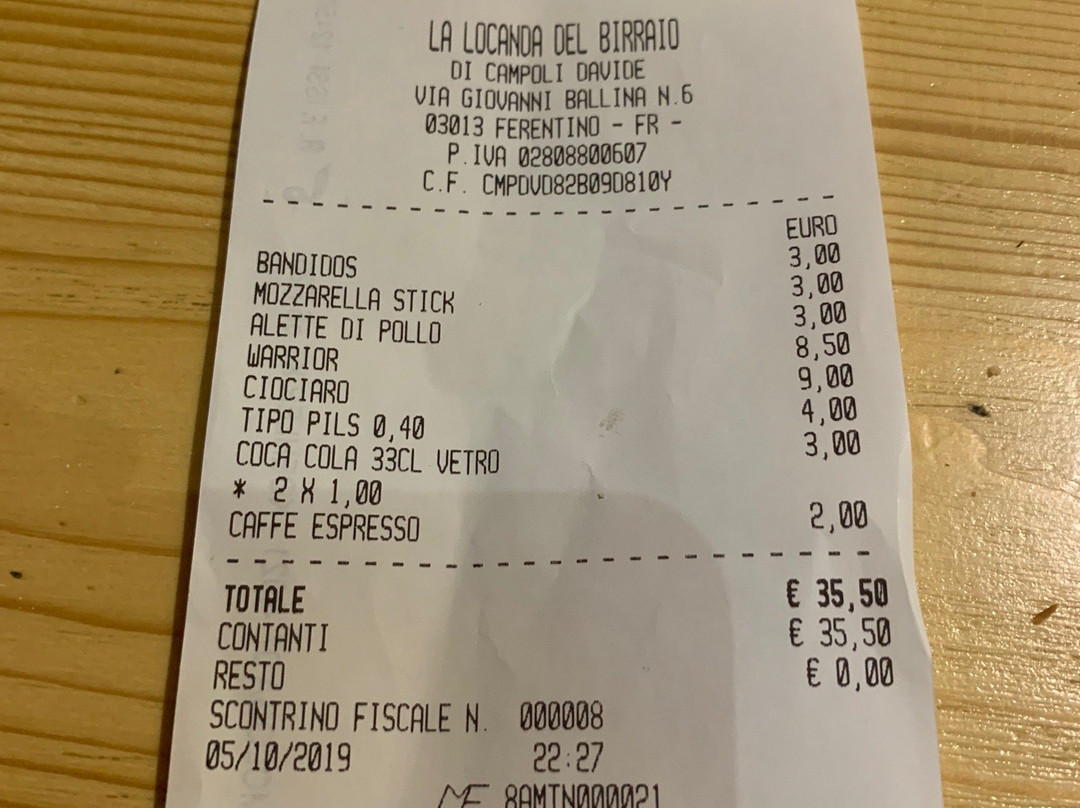 LA LOCANDA DEL BIRRAIO
DI CAMPOLI DAVIDE
VIA GIOVANNI BALLINA N.6
03013 FERENTINO - FR -
P.IVA 02808800607
C.F. CMPDVD82B09D810Y
EURO
BANDIDOS 3,00
MOZZARELLA STICK 3,00
ALETTE DI POLLO 3,00
WARRIOR 8,50
CIOCIARO 9,00
TIPO PILS 0,40 4,00
COCA COLA 33CL VETRO 3,00
* 2 X 1,00
CAFFE ESPRESSO 2,00
TOTALE € 35,50
CONTANTI € 35,50
RESTO € 0,00
SCONTRINO FISCALE N. 000008
05/10/2019 22:27
8AMTN000021